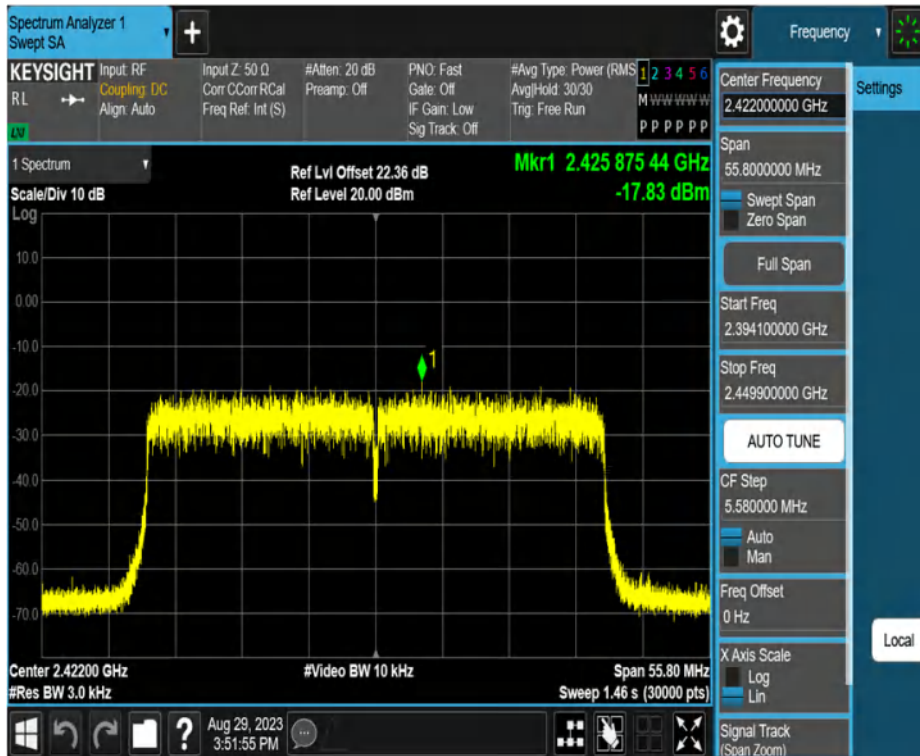 Spectrum Analyzer 1
Swept SA
+
Frequency
KEYSIGHT
RL
LXI
Input: RF
Coupling: DC
Align: Auto
Input Z: 50 Ω
Corr CCorr RCal
Freq Ref: Int (S)
#Atten: 20 dB
Preamp: Off
PNO: Fast
Gate: Off
IF Gain: Low
Sig Track: Off
#Avg Type: Power (RMS
Avg|Hold: 30/30
Trig: Free Run
1 2 3 4 5 6
M W W W W W
P P P P P P
1 Spectrum
Scale/Div 10 dB
Log
Ref Lvl Offset 22.36 dB
Ref Level 20.00 dBm
Mkr1 2.425 875 44 GHz
-17.83 dBm
10.0
0.00
-10.0
-20.0
-30.0
-40.0
-50.0
-60.0
-70.0
1
Center 2.42200 GHz
#Res BW 3.0 kHz
#Video BW 10 kHz
Span 55.80 MHz
Sweep 1.46 s (30000 pts)
?
Aug 29, 2023
3:51:55 PM
Center Frequency
2.422000000 GHz
Span
55.8000000 MHz
Swept Span
Zero Span
Full Span
Start Freq
2.394100000 GHz
Stop Freq
2.449900000 GHz
AUTO TUNE
CF Step
5.580000 MHz
Auto
Man
Freq Offset
0 Hz
X Axis Scale
Log
Lin
Signal Track
(Span Zoom)
Settings
Local